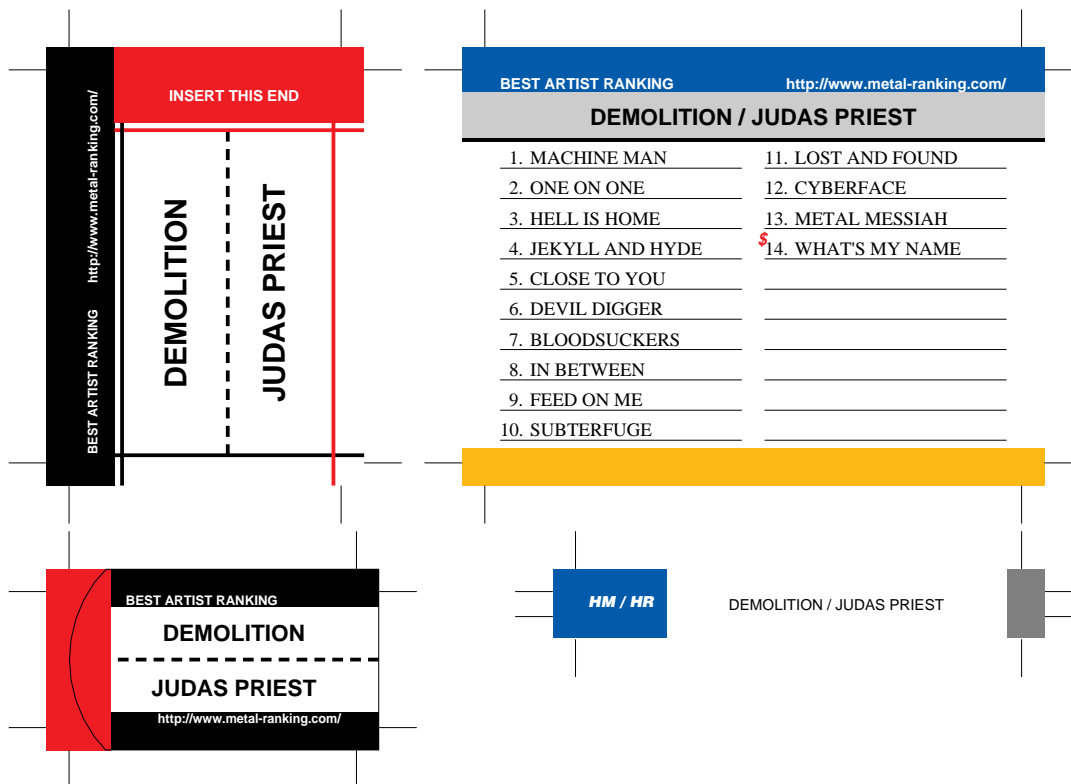 INSERT THIS END
BEST ARTIST RANKING http://www.metal-ranking.com/
DEMOLITION
JUDAS PRIEST
BEST ARTIST RANKING http://www.metal-ranking.com/
DEMOLITION / JUDAS PRIEST
1. MACHINE MAN
2. ONE ON ONE
3. HELL IS HOME
4. JEKYLL AND HYDE
5. CLOSE TO YOU
6. DEVIL DIGGER
7. BLOODSUCKERS
8. IN BETWEEN
9. FEED ON ME
10. SUBTERFUGE
11. LOST AND FOUND
12. CYBERFACE
13. METAL MESSIAH
$14. WHAT'S MY NAME
BEST ARTIST RANKING
DEMOLITION
JUDAS PRIEST
http://www.metal-ranking.com/
HM / HR
DEMOLITION / JUDAS PRIEST